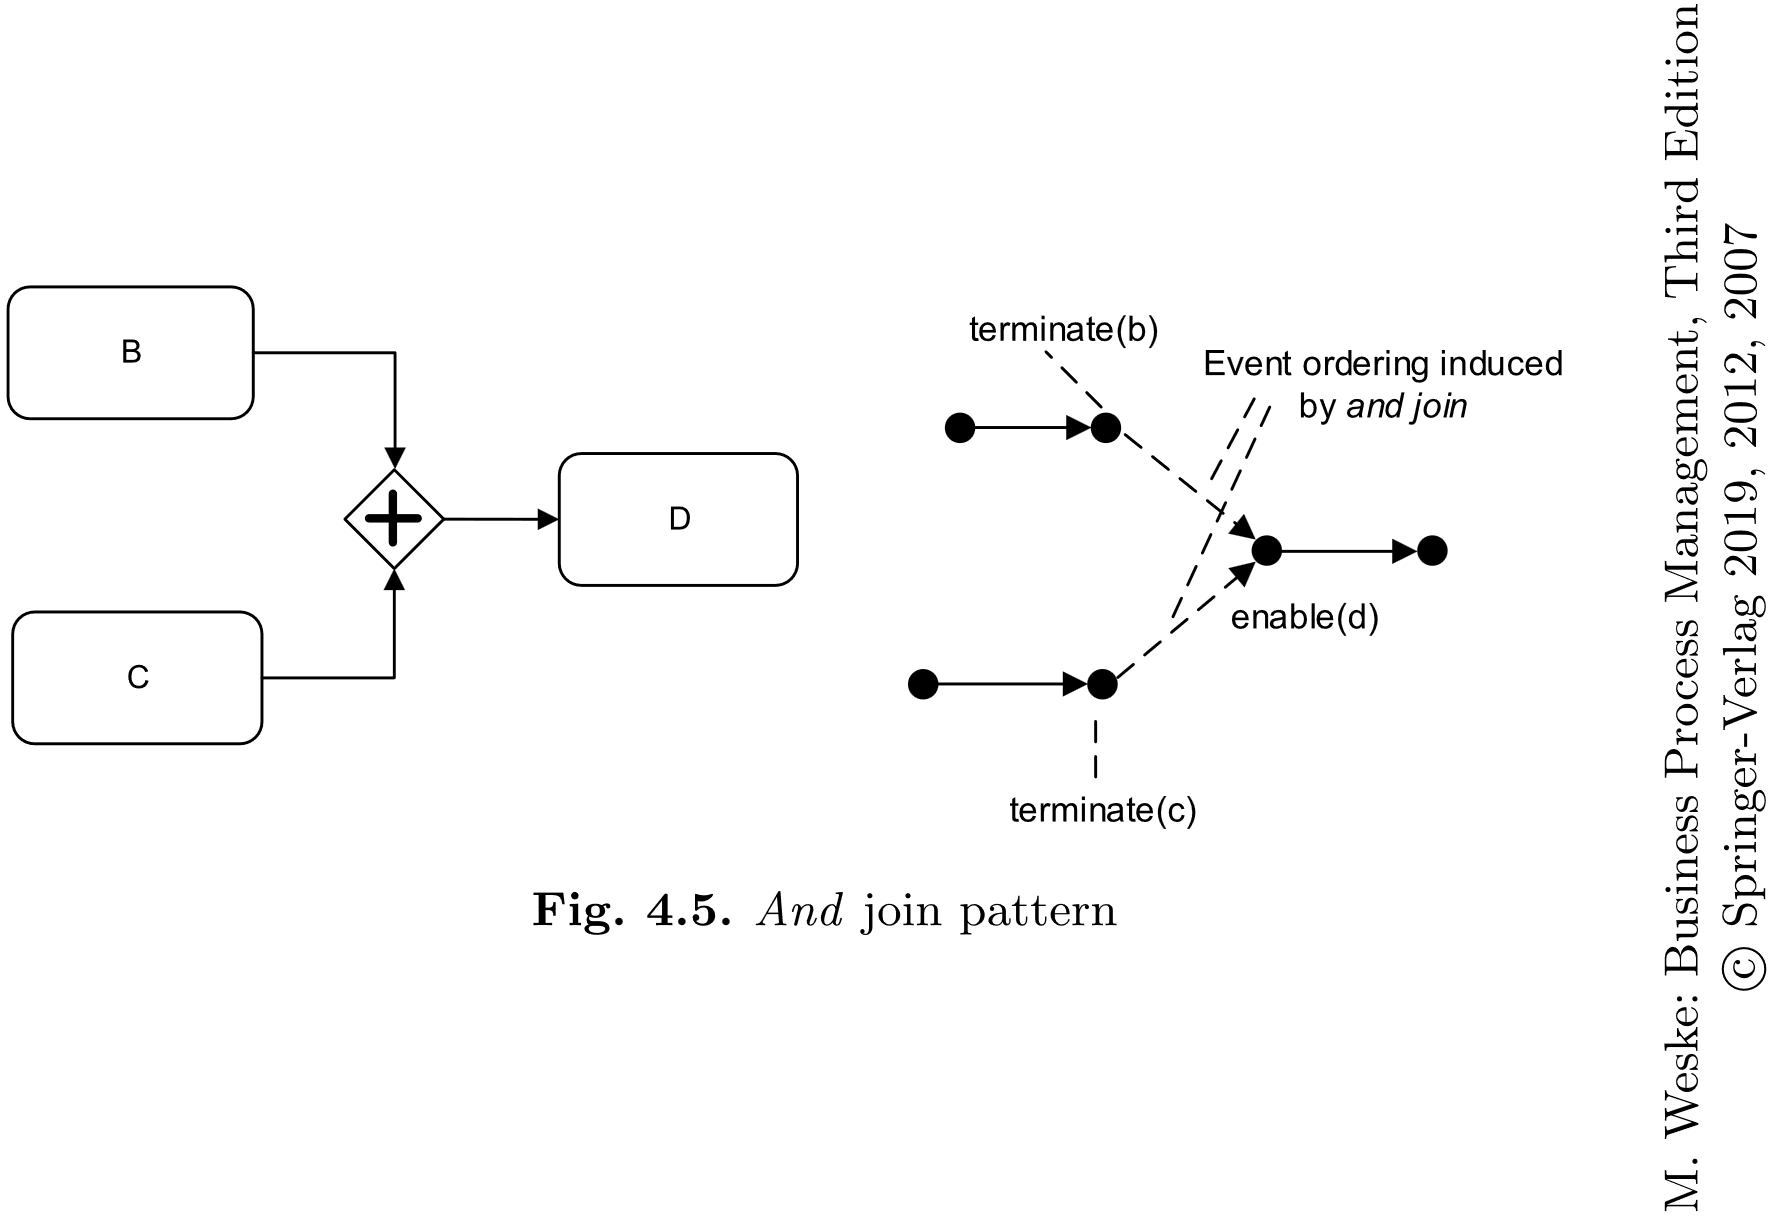 B
C
D
terminate(b)
Event ordering induced
by and join
enable(d)
terminate(c)
Fig. 4.5. And join pattern
M. Weske: Business Process Management, Third Edition
© Springer-Verlag 2019, 2012, 2007